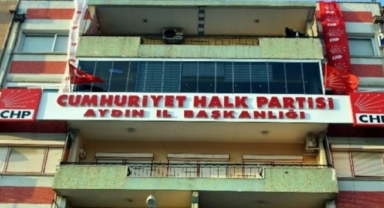 CUMHURİYET HALK PARTİSİ
AYDIN İL BAŞKANLIĞI
CHP
CHP